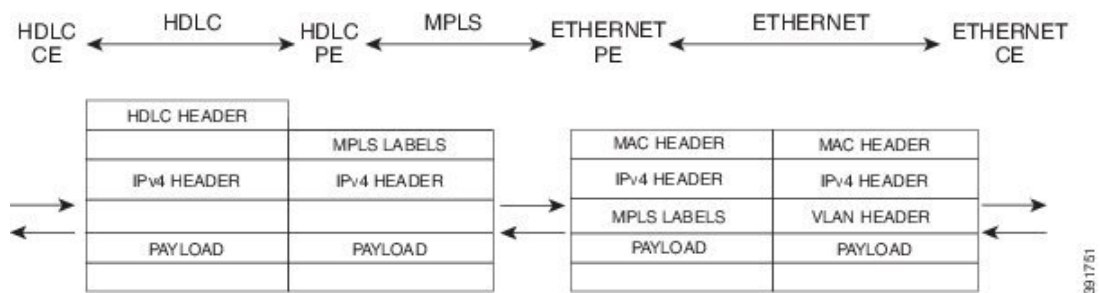 HDLC CE HDLC HDLC PE MPLS ETHERNET PE ETHERNET ETHERNET CE
HDLC HEADER
MPLS LABELS MAC HEADER MAC HEADER
IPv4 HEADER IPv4 HEADER IPv4 HEADER IPv4 HEADER
MPLS LABELS VLAN HEADER
PAYLOAD PAYLOAD PAYLOAD PAYLOAD
391751